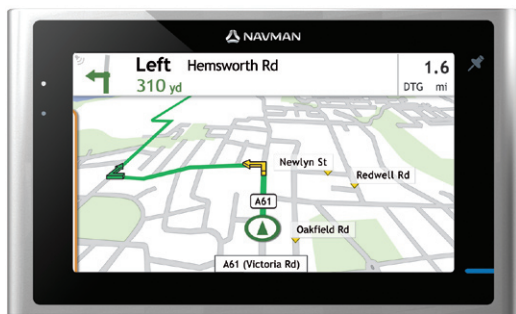 NAVMAN
Left Hemsworth Rd
310 yd
1.6
DTG mi
Newlyn St
Redwell Rd
A61
Oakfield Rd
A61 (Victoria Rd)